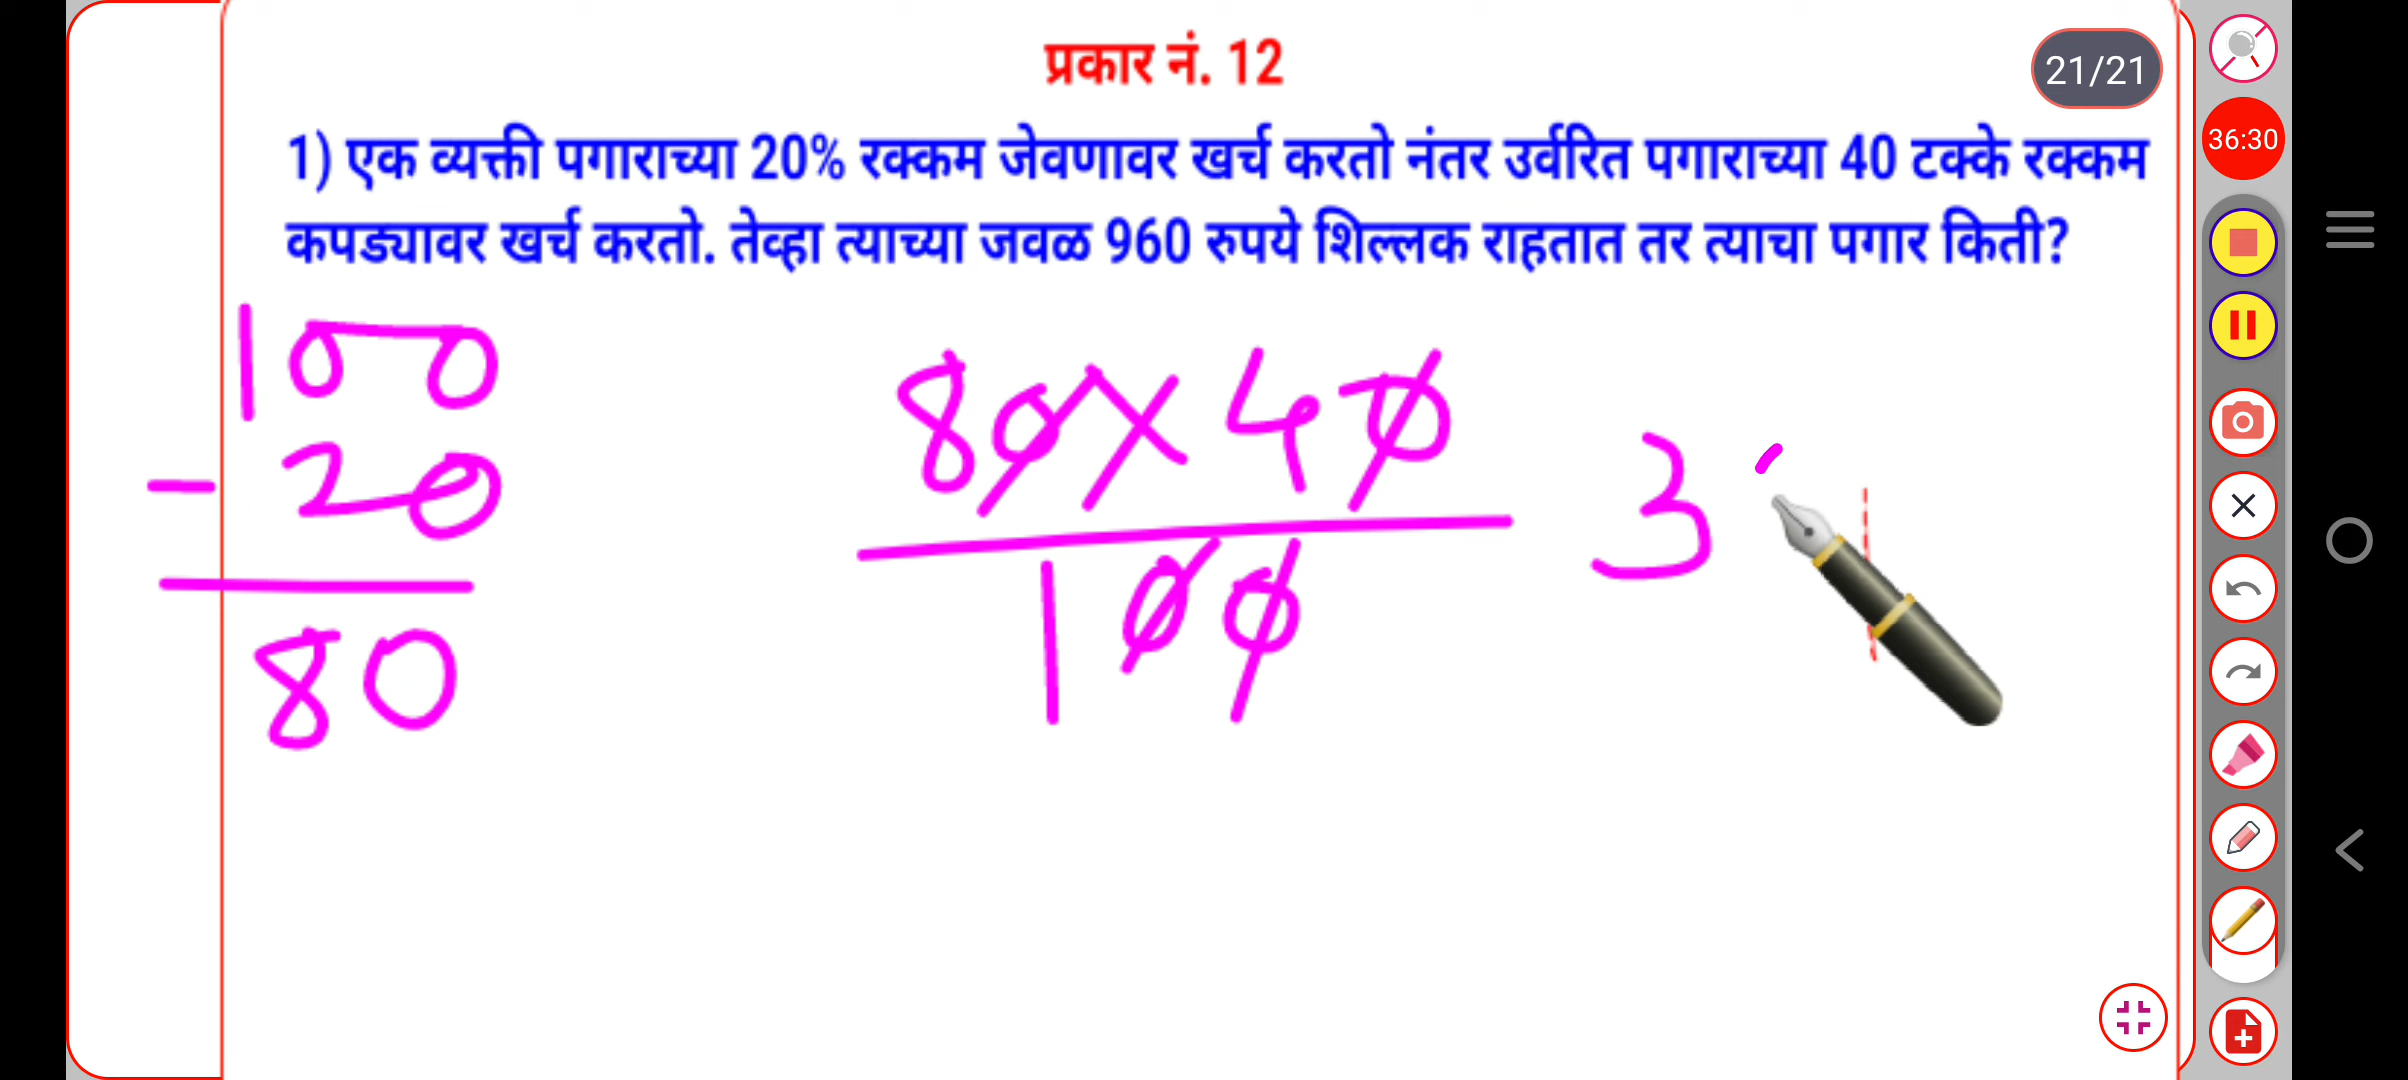 प्रकार नं. 12
21/21
36:30
1) एक व्यक्ती पगाराच्या 20% रक्कम जेवणावर खर्च करतो नंतर उर्वरित पगाराच्या 40 टक्के रक्कम
कपड्यावर खर्च करतो. तेव्हा त्याच्या जवळ 960 रुपये शिल्लक राहतात तर त्याचा पगार किती?
100
- 20
80
80 X 40
100
3